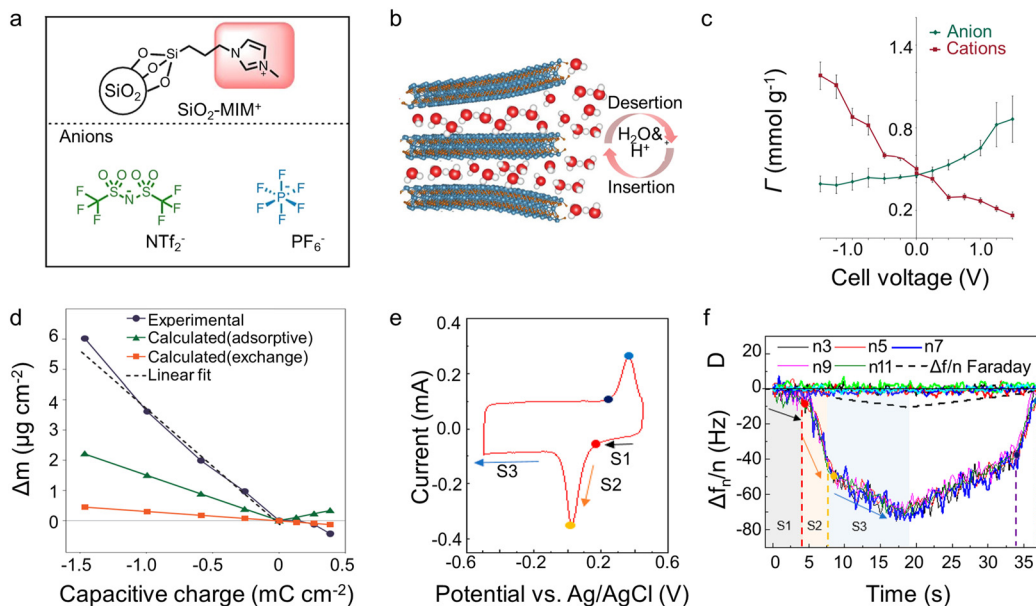 a
O
Si
O
O
N
N
+
SiO2
SiO2-MIM+
Anions
O O O O
S - S
N
F F
F F
F F
NTf2-
F
F F
P-
F F
F
PF6-
b
Desertion
H2O&
H+
+
Insertion
c
Anion
Cations
1.4
0.8
0.2
Γ (mmol g-1)
-1.0 0.0 1.0
Cell voltage (V)
d
Experimental
Calculated(adsorptive)
Calculated(exchange)
Linear fit
6
5
4
3
2
1
0
Δm (μg cm-2)
-1.5 -1.0 -0.5 0 0.5
Capacitive charge (mC cm-2)
e
0.4
0.2
0.0
-0.2
-0.4
Current (mA)
S1
S2
S3
-0.6 -0.2 0.2 0.6
Potential vs. Ag/AgCl (V)
f
n3 n5 n7
n9 n11 Δf/n Faraday
D
20
0
-20
-40
-60
-80
Δfn/n (Hz)
S1 S2 S3
0 5 10 15 20 25 30 35
Time (s)